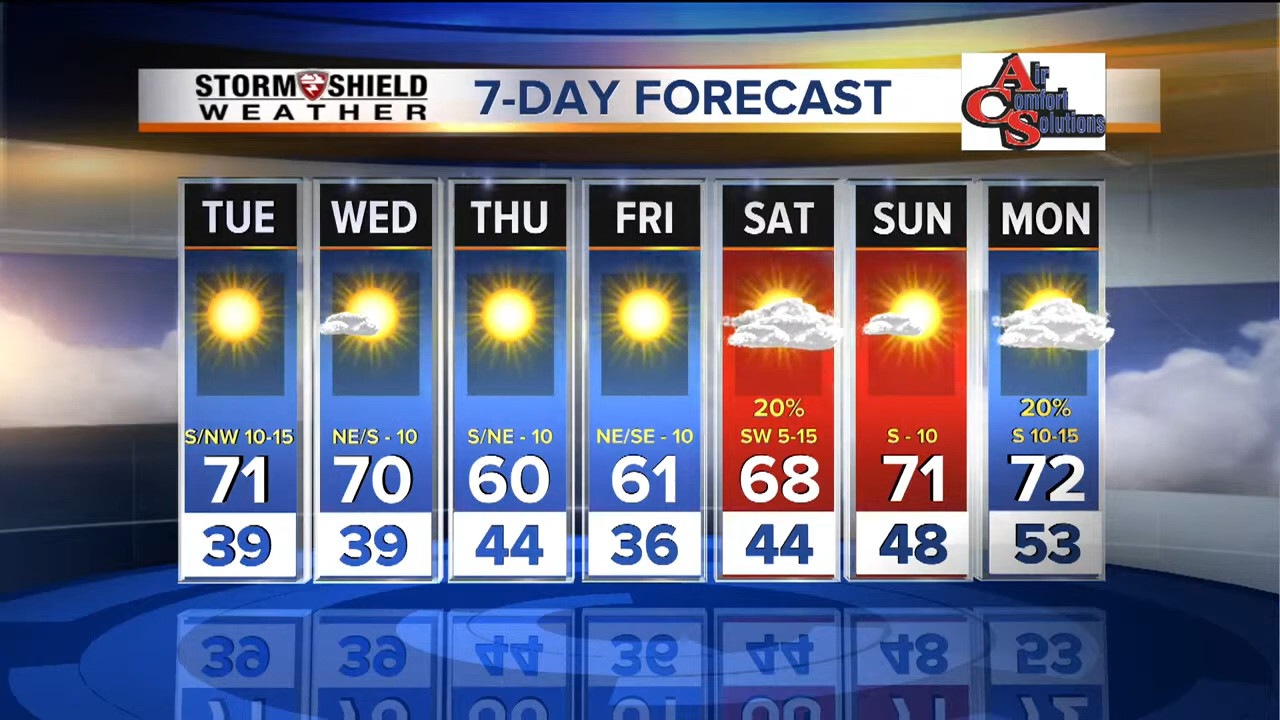 STORM SHIELD
WEATHER
7-DAY FORECAST
Air
Comfort
Solutions
TUE WED THU FRI SAT SUN MON
20% 20%
S/NW 10-15 NE/S - 10 S/NE - 10 NE/SE - 10 SW 5-15 S - 10 S 10-15
71 70 60 61 68 71 72
39 39 44 36 44 48 53